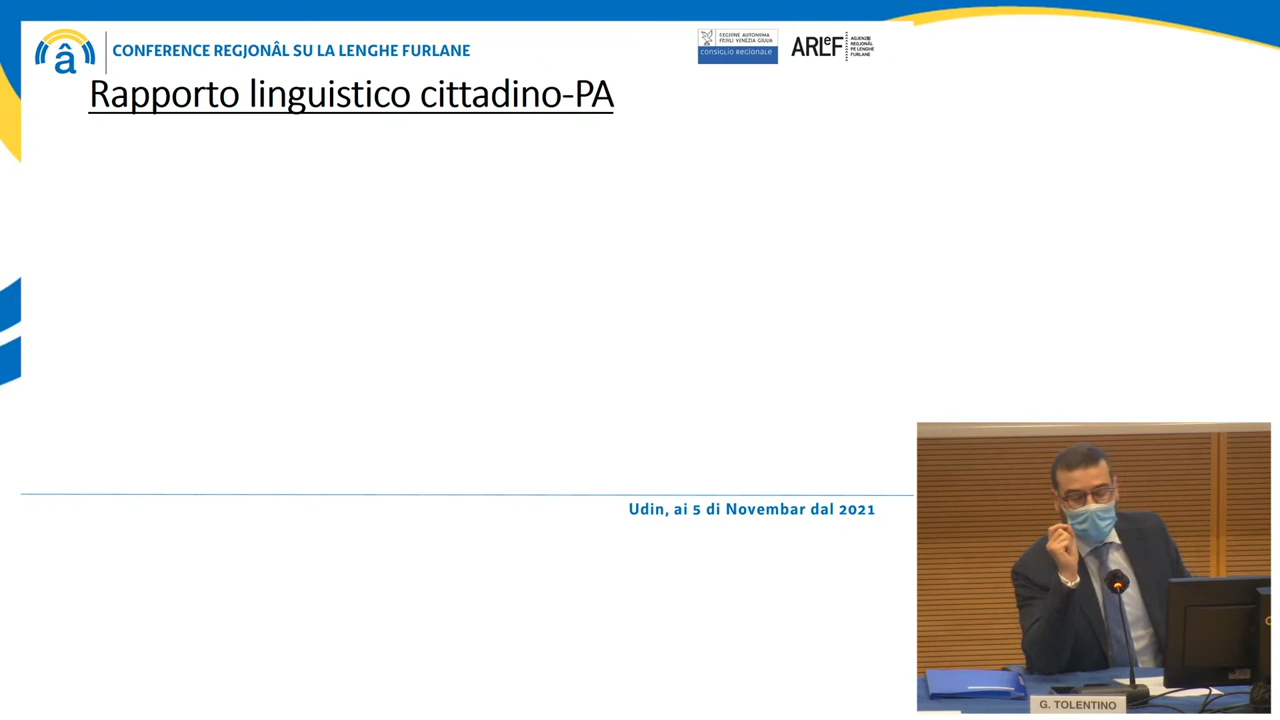 â
CONFERENCE REGJONÂL SU LA LENGHE FURLANE
REGIONE AUTONOMA
FRIULI VENEZIA GIULIA
consiglio regionale
ARLeF
AGJENZIE
REGJONÂL
PE LENGHE
FURLANE
Rapporto linguistico cittadino-PA
Udin, ai 5 di Novembar dal 2021
G. TOLENTINO